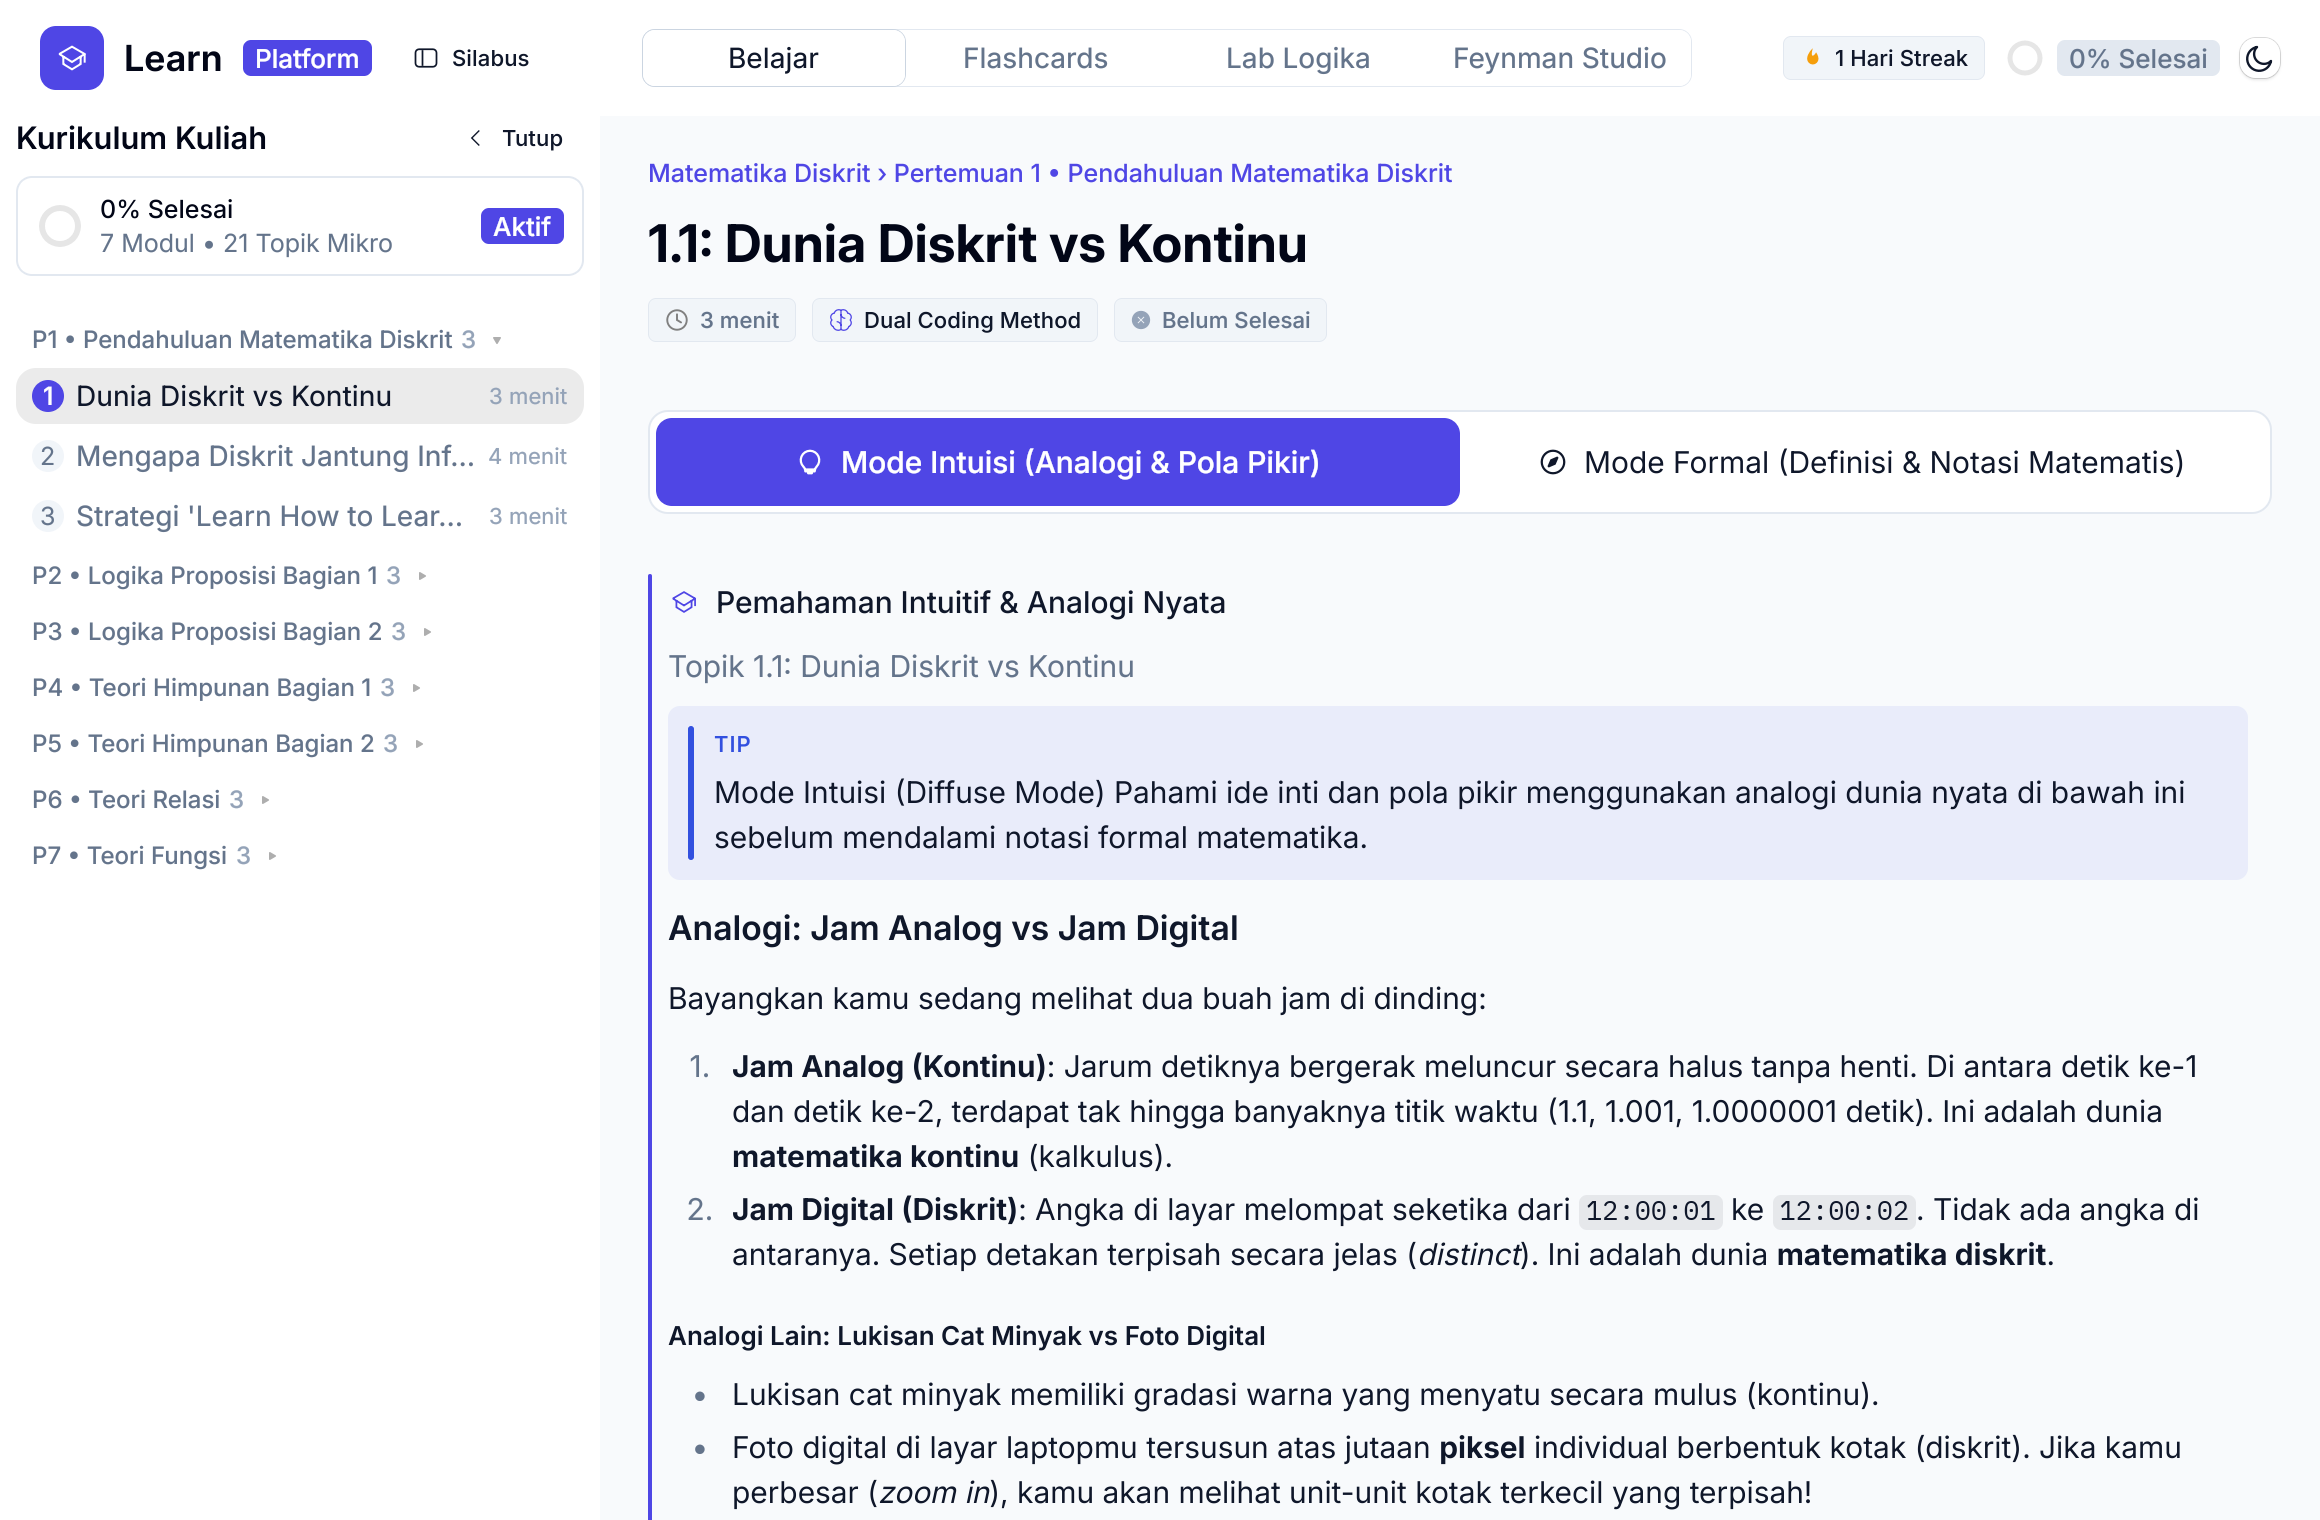 Learn Platform Silabus
Belajar Flashcards Lab Logika Feynman Studio
1 Hari Streak 0% Selesai
Kurikulum Kuliah Tutup
0% Selesai
7 Modul • 21 Topik Mikro
Aktif
P1 • Pendahuluan Matematika Diskrit 3
1 Dunia Diskrit vs Kontinu 3 menit
2 Mengapa Diskrit Jantung Inf... 4 menit
3 Strategi 'Learn How to Lear... 3 menit
P2 • Logika Proposisi Bagian 1 3
P3 • Logika Proposisi Bagian 2 3
P4 • Teori Himpunan Bagian 1 3
P5 • Teori Himpunan Bagian 2 3
P6 • Teori Relasi 3
P7 • Teori Fungsi 3
Matematika Diskrit › Pertemuan 1 • Pendahuluan Matematika Diskrit
1.1: Dunia Diskrit vs Kontinu
3 menit Dual Coding Method Belum Selesai
Mode Intuisi (Analogi & Pola Pikir) Mode Formal (Definisi & Notasi Matematis)
Pemahaman Intuitif & Analogi Nyata
Topik 1.1: Dunia Diskrit vs Kontinu
TIP
Mode Intuisi (Diffuse Mode) Pahami ide inti dan pola pikir menggunakan analogi dunia nyata di bawah ini
sebelum mendalami notasi formal matematika.
Analogi: Jam Analog vs Jam Digital
Bayangkan kamu sedang melihat dua buah jam di dinding:
1. Jam Analog (Kontinu): Jarum detiknya bergerak meluncur secara halus tanpa henti. Di antara detik ke-1
dan detik ke-2, terdapat tak hingga banyaknya titik waktu (1.1, 1.001, 1.0000001 detik). Ini adalah dunia
matematika kontinu (kalkulus).
2. Jam Digital (Diskrit): Angka di layar melompat seketika dari 12:00:01 ke 12:00:02. Tidak ada angka di
antaranya. Setiap detakan terpisah secara jelas (distinct). Ini adalah dunia matematika diskrit.
Analogi Lain: Lukisan Cat Minyak vs Foto Digital
• Lukisan cat minyak memiliki gradasi warna yang menyatu secara mulus (kontinu).
• Foto digital di layar laptopmu tersusun atas jutaan piksel individual berbentuk kotak (diskrit). Jika kamu
perbesar (zoom in), kamu akan melihat unit-unit kotak terkecil yang terpisah!